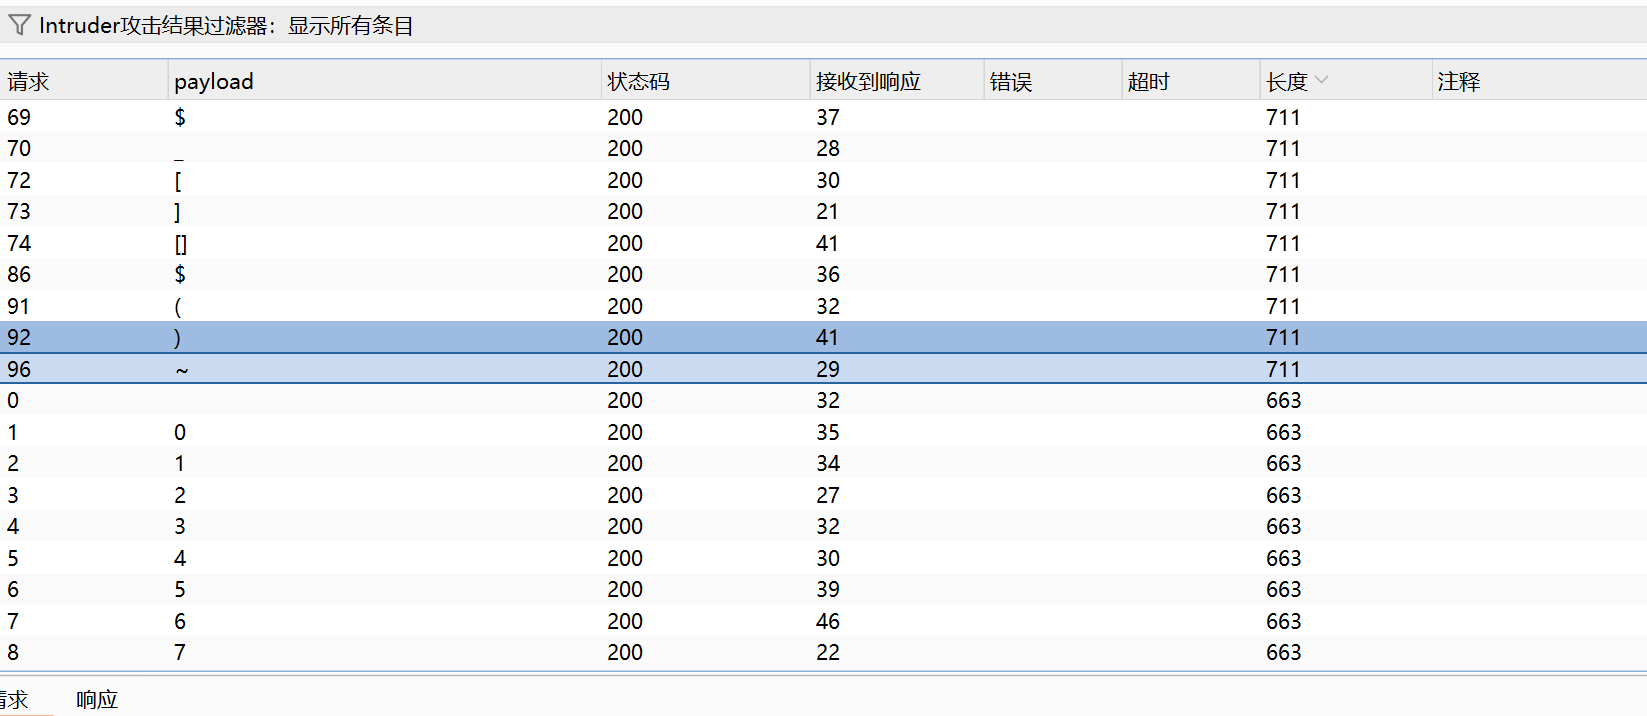 Intruder攻击结果过滤器：显示所有条目
请求 payload 状态码 接收到响应 错误 超时 长度 注释
69 $ 200 37 711
70 _ 200 28 711
72 [ 200 30 711
73 ] 200 21 711
74 [] 200 41 711
86 $ 200 36 711
91 ( 200 32 711
92 ) 200 41 711
96 ~ 200 29 711
0 200 32 663
1 0 200 35 663
2 1 200 34 663
3 2 200 27 663
4 3 200 32 663
5 4 200 30 663
6 5 200 39 663
7 6 200 46 663
8 7 200 22 663
请求 响应